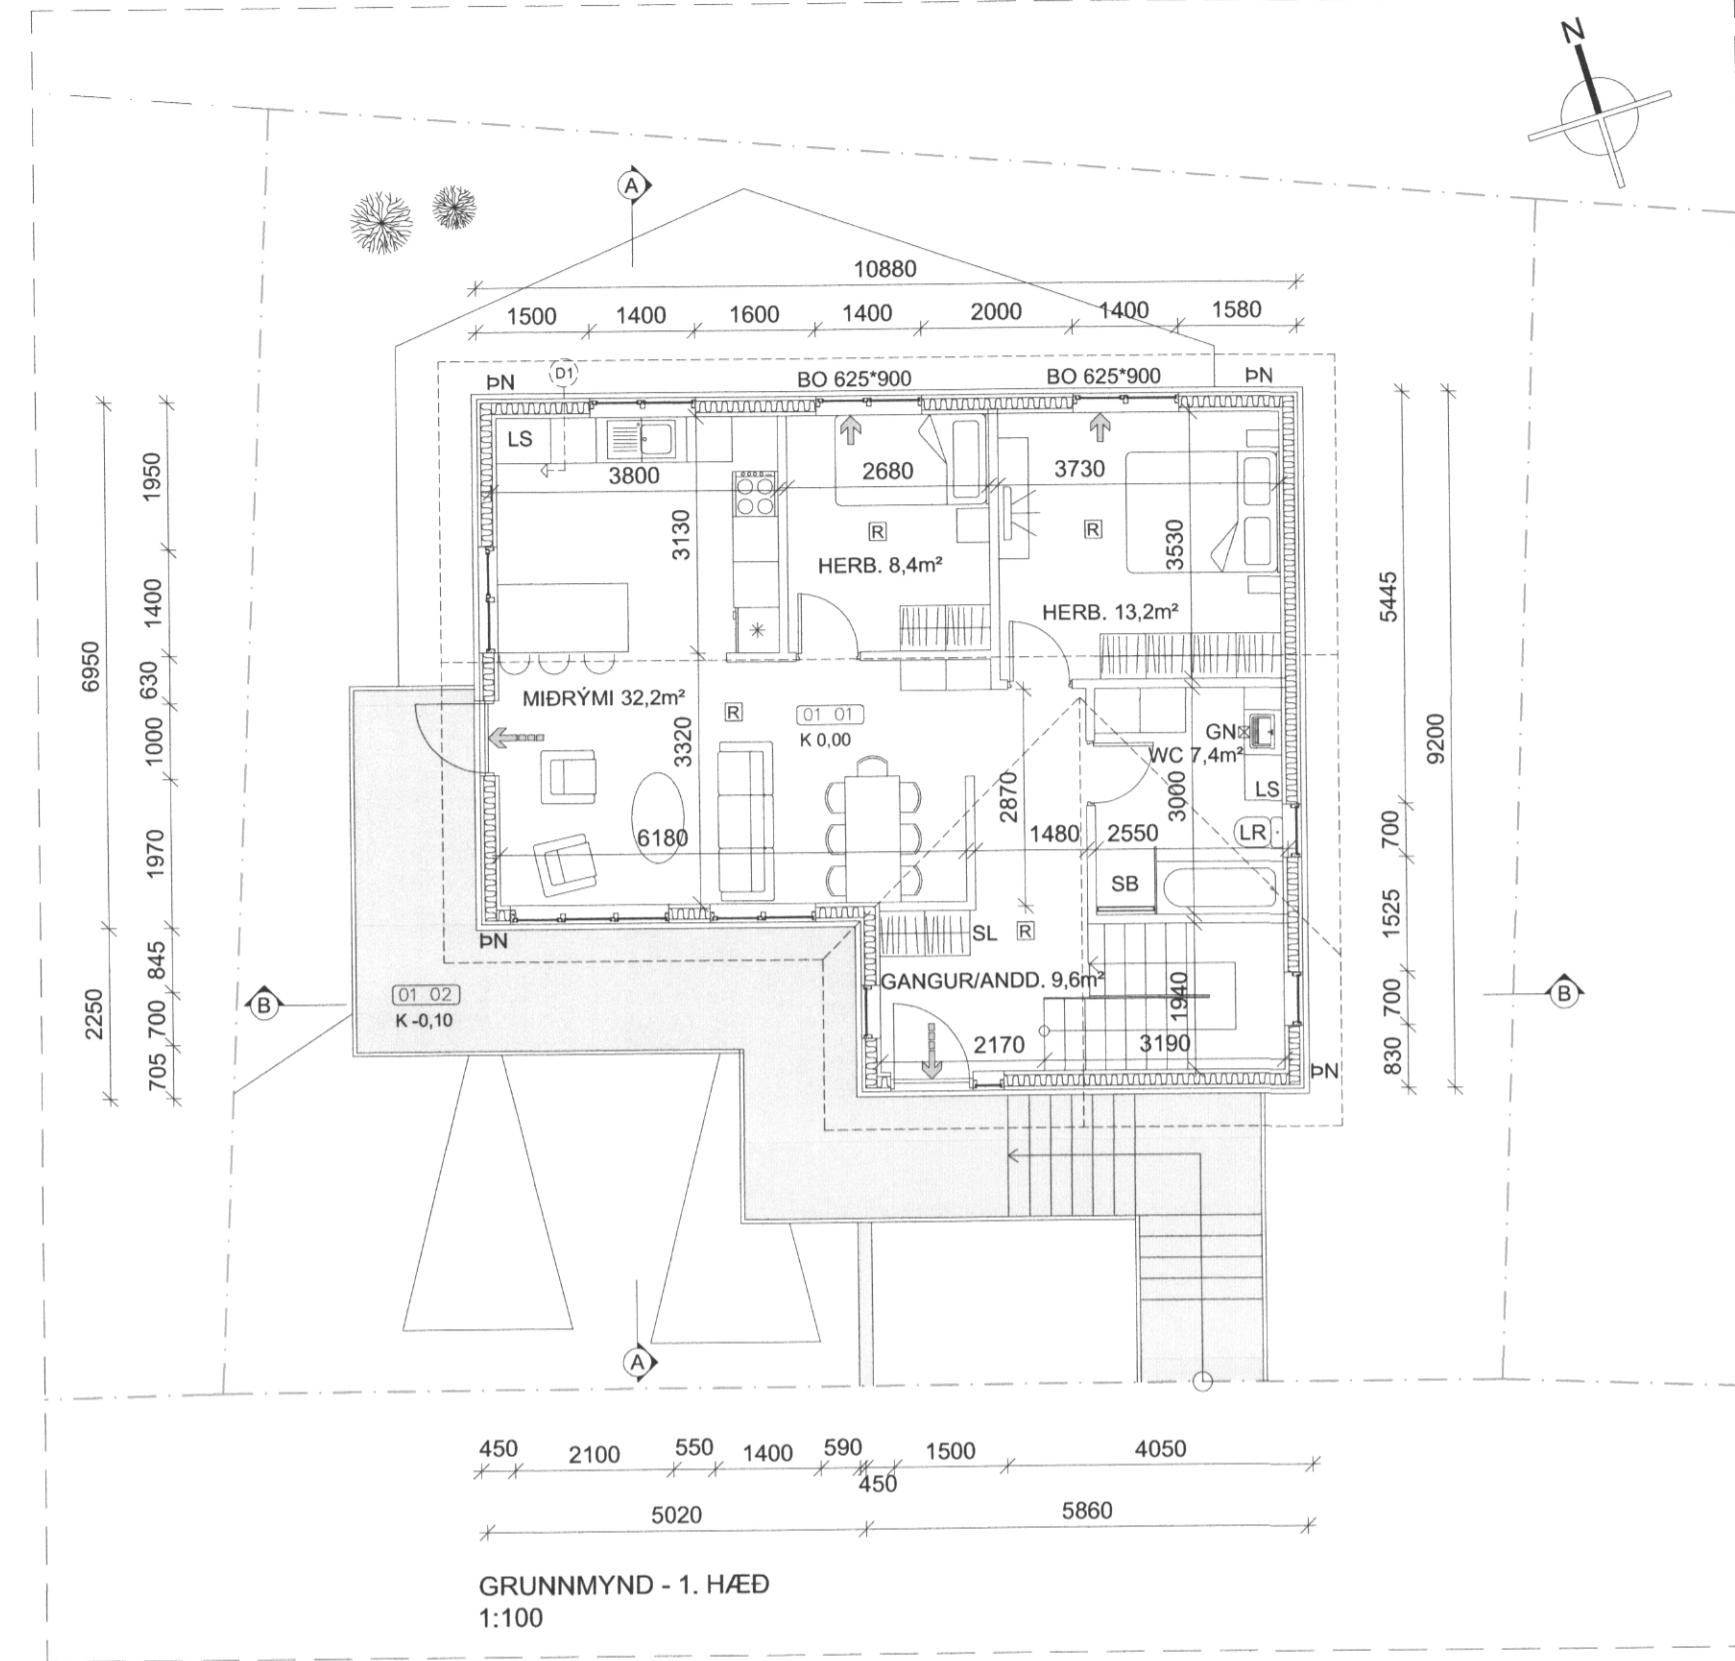 N
A
10880
1500 1400 1600 1400 2000 1400 1580
ÞN D1 BO 625*900 BO 625*900 ÞN
LS
3800 2680 3730
1950
3130 R R 3530
HERB. 8,4m²
5445
1400
HERB. 13,2m²
6950
630
MIÐRÝMI 32,2m² R 01 01
K 0,00
GN
WC 7,4m²
9200
1000
3320
2870 3000
LS
6180 1480 2550 LR
700
1970
SB
1525
ÞN SL R
845
GANGUR/ANDD. 9,6m²
01 02
K -0,10
B B
2250
700
1940
700
2170 3190
705
830
ÞN
A
450 2100 550 1400 590 450 1500 4050
5020 5860
GRUNNMYND - 1. HÆÐ
1:100